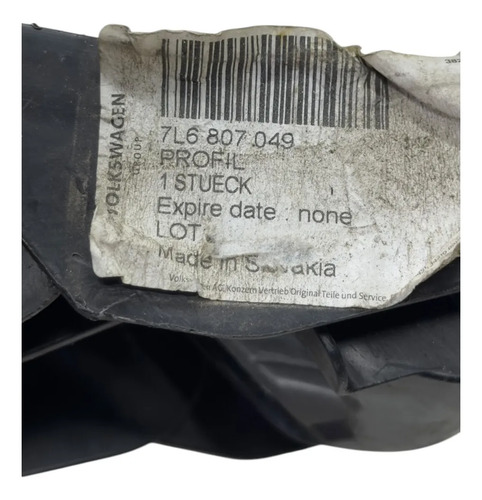 VOLKSWAGEN
GROUP
7L6 807 049
PROFIL
1 STUECK
Expire date : none
LOT
Made in Slovakia
AG, Konzern Vertrieb Original Teile und Service